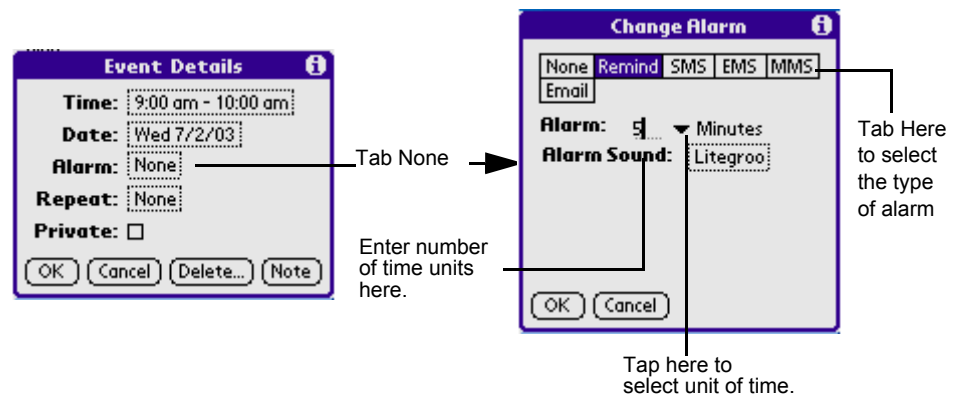 Event Details
Time: 9:00 am - 10:00 am
Date: Wed 7/2/03
Alarm: None
Repeat: None
Private:
OK Cancel Delete... Note
Tab None
Change Alarm
None Remind SMS EMS MMS
Email
Alarm: 5 Minutes
Alarm Sound: Litegroo
OK Cancel
Tab Here
to select
the type
of alarm
Enter number
of time units
here.
Tap here to
select unit of time.